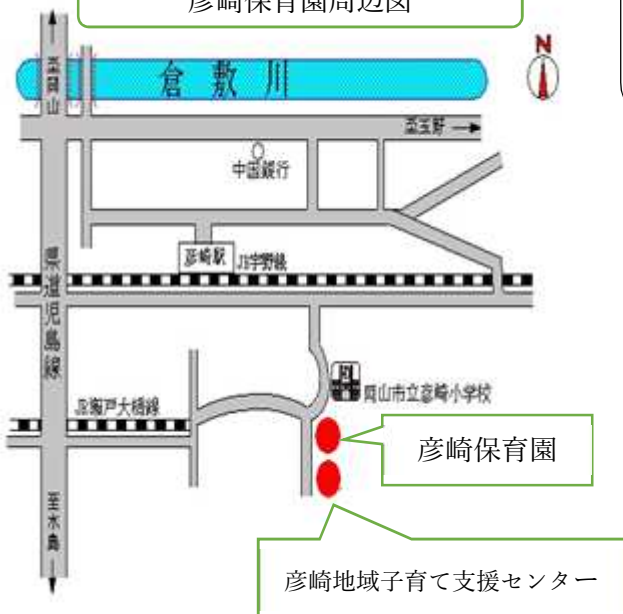 彦崎保育園周辺図
N
至岡山
倉敷川
至玉野
中国銀行
彦崎駅
JR宇野線
県道児島線
岡山市立彦崎小学校
JR瀬戸大橋線
彦崎保育園
至水島
彦崎地域子育て支援センター